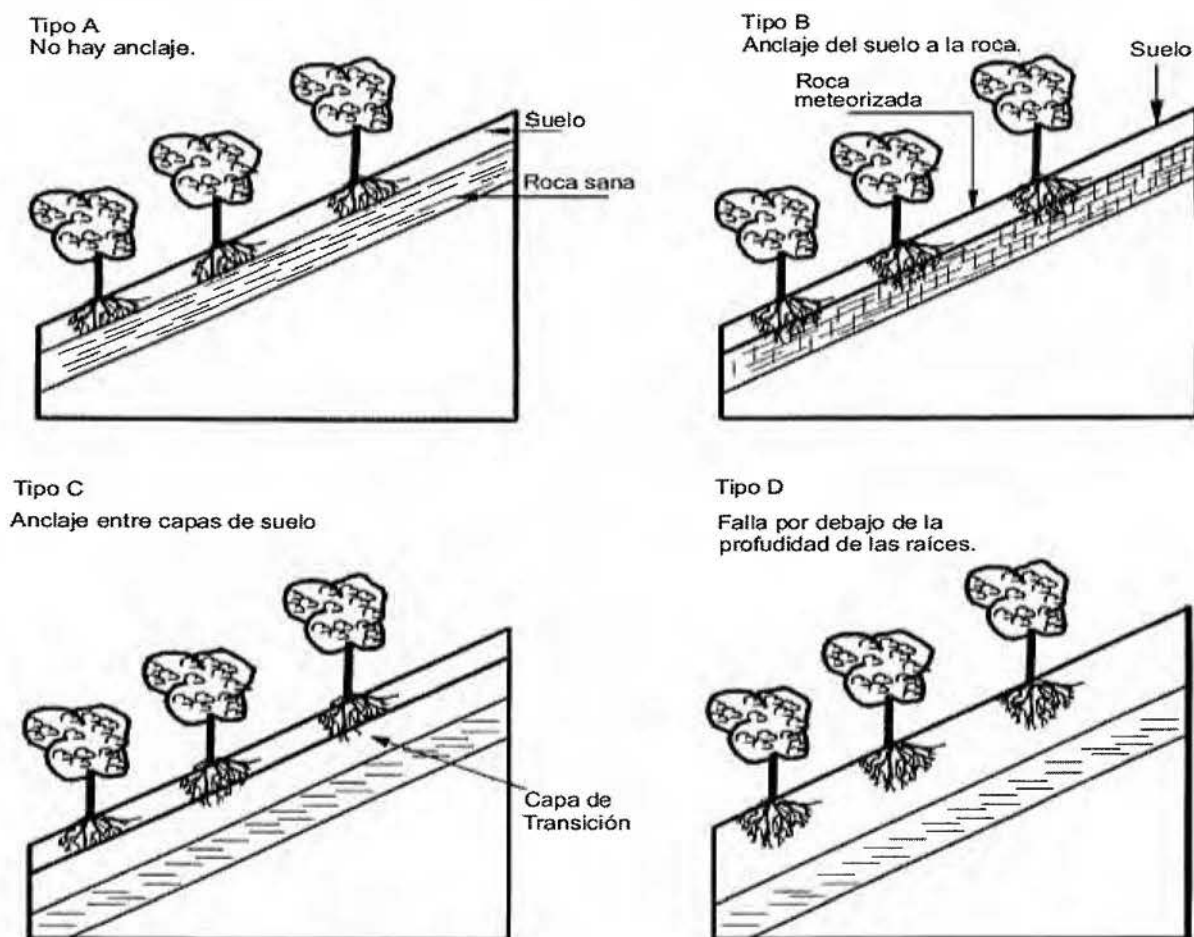 Tipo A
No hay anclaje.
Suelo
Roca sana
Tipo B
Anclaje del suelo a la roca.
Suelo
Roca
meteorizada
Tipo C
Anclaje entre capas de suelo
Capa de
Transición
Tipo D
Falla por debajo de la
profudidad de las raíces.